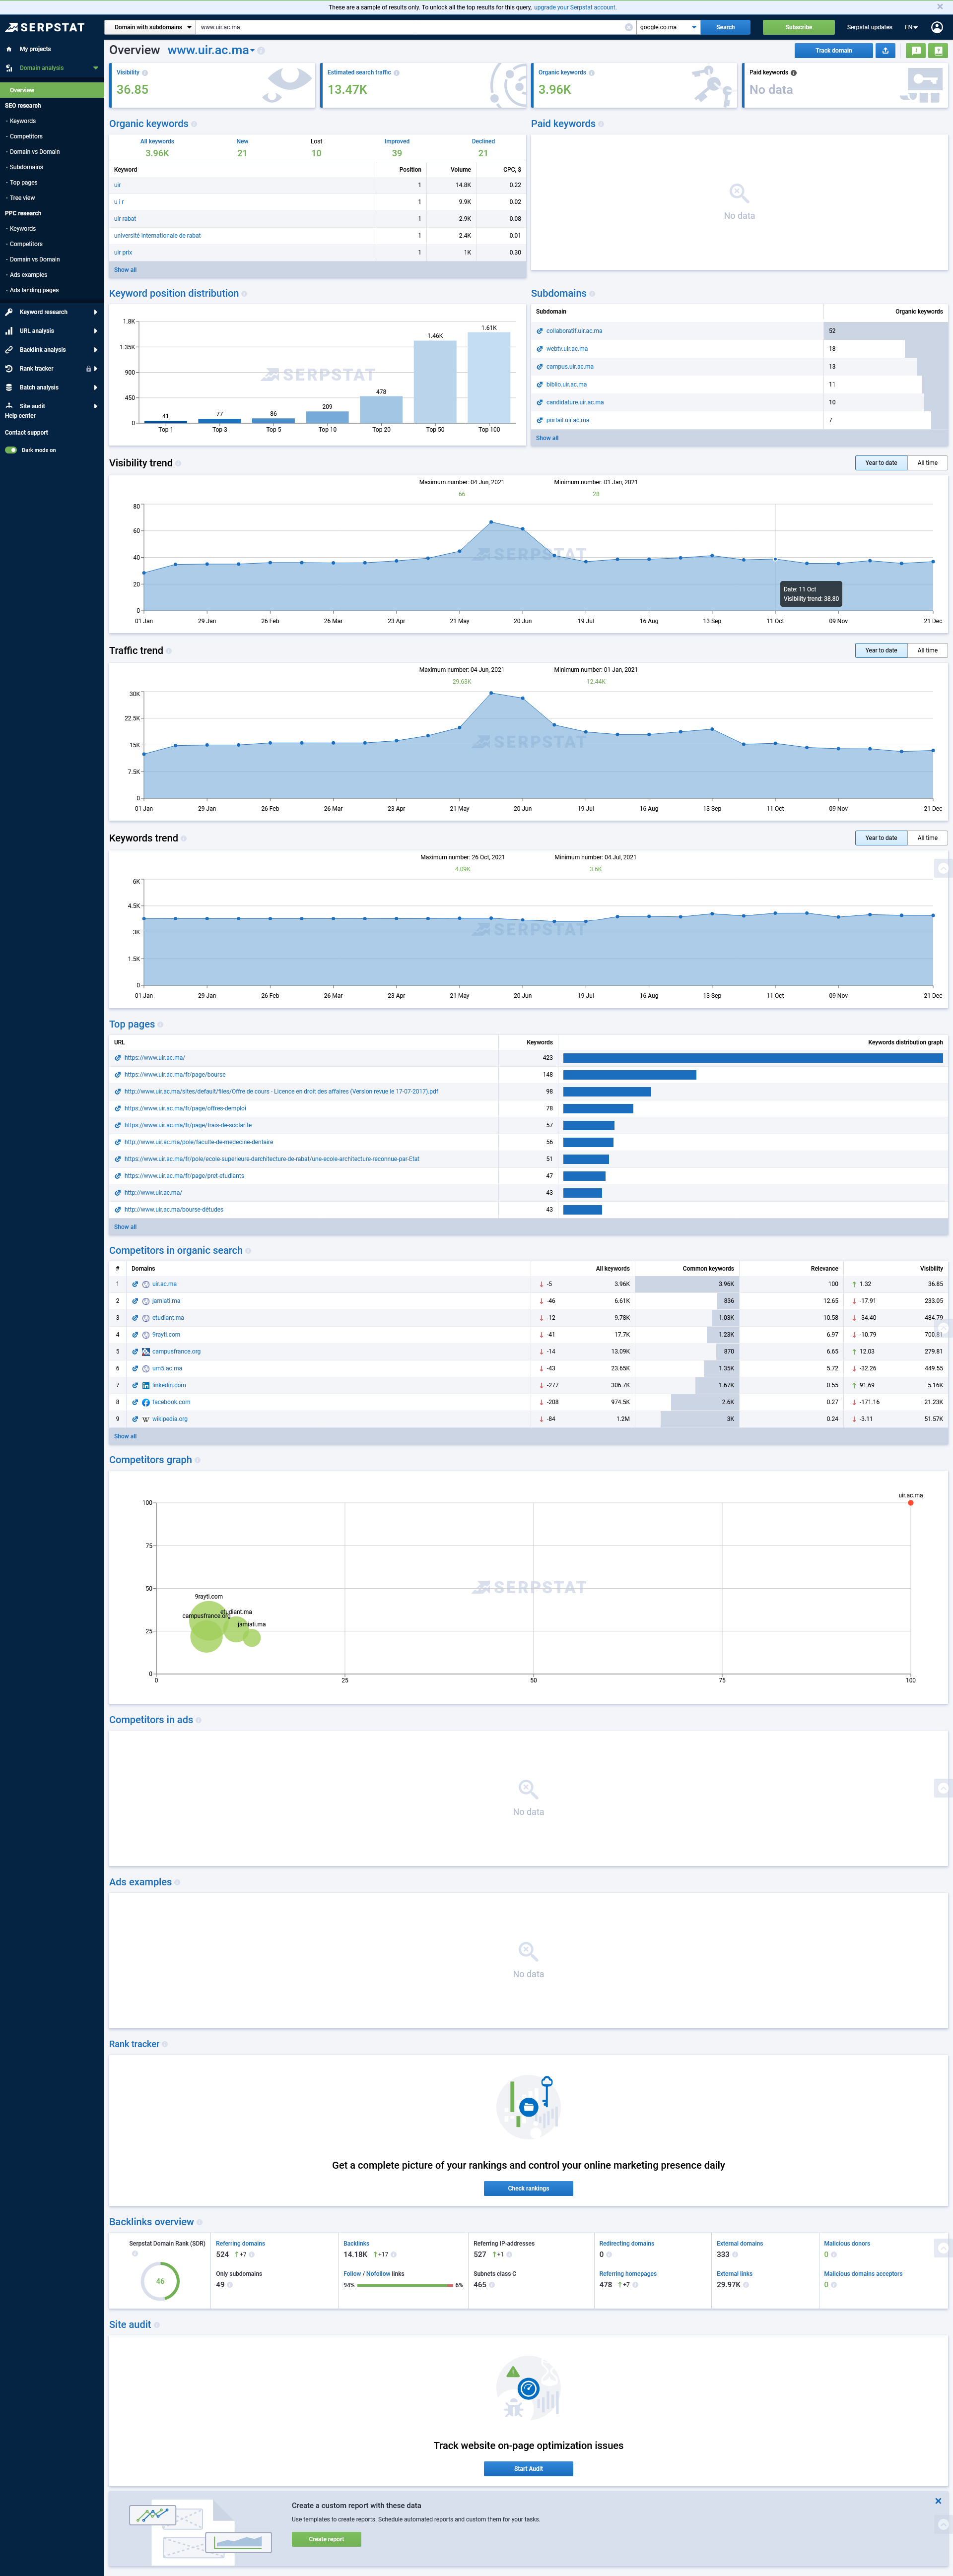 These are a sample of results only. To unlock all the top results for this query, upgrade your Serpstat account.
SERPSTAT
Domain with subdomains www.uir.ac.ma google.co.ma Search Subscribe Serpstat updates EN
My projects
Domain analysis
Overview
SEO research
- Keywords
- Competitors
- Domain vs Domain
- Subdomains
- Top pages
- Tree view
PPC research
- Keywords
- Competitors
- Domain vs Domain
- Ads examples
- Ads landing pages
Keyword research
URL analysis
Backlink analysis
Rank tracker
Batch analysis
Site audit
Help center
Contact support
Dark mode on
Overview www.uir.ac.ma
Track domain
Visibility
36.85
Estimated search traffic
13.47K
Organic keywords
3.96K
Paid keywords
No data
Organic keywords
All keywords New Lost Improved Declined
3.96K 21 10 39 21
Keyword Position Volume CPC, $
uir 1 14.8K 0.22
u i r 1 9.9K 0.02
uir rabat 1 2.9K 0.08
université internationale de rabat 1 2.4K 0.01
uir prix 1 1K 0.30
Show all
Paid keywords
No data
Keyword position distribution
SERPSTAT
1.8K
1.35K
900
450
0
41 77 86 209 478 1.46K 1.61K
Top 1 Top 3 Top 5 Top 10 Top 20 Top 50 Top 100
Subdomains
Subdomain Organic keywords
collaboratif.uir.ac.ma 52
webtv.uir.ac.ma 18
campus.uir.ac.ma 13
biblio.uir.ac.ma 11
candidature.uir.ac.ma 10
portail.uir.ac.ma 7
Show all
Visibility trend
Year to date All time
Maximum number: 04 Jun, 2021 Minimum number: 01 Jan, 2021
66 28
80
60
40
20
0
SERPSTAT
Date: 11 Oct
Visibility trend: 38.80
01 Jan 29 Jan 26 Feb 26 Mar 23 Apr 21 May 20 Jun 19 Jul 16 Aug 13 Sep 11 Oct 09 Nov 21 Dec
Traffic trend
Year to date All time
Maximum number: 04 Jun, 2021 Minimum number: 01 Jan, 2021
29.63K 12.44K
30K
22.5K
15K
7.5K
0
SERPSTAT
01 Jan 29 Jan 26 Feb 26 Mar 23 Apr 21 May 20 Jun 19 Jul 16 Aug 13 Sep 11 Oct 09 Nov 21 Dec
Keywords trend
Year to date All time
Maximum number: 26 Oct, 2021 Minimum number: 04 Jul, 2021
4.09K 3.6K
6K
4.5K
3K
1.5K
0
SERPSTAT
01 Jan 29 Jan 26 Feb 26 Mar 23 Apr 21 May 20 Jun 19 Jul 16 Aug 13 Sep 11 Oct 09 Nov 21 Dec
Top pages
URL Keywords Keywords distribution graph
https://www.uir.ac.ma/ 423
https://www.uir.ac.ma/fr/page/bourse 148
http://www.uir.ac.ma/sites/default/files/Offre de cours - Licence en droit des affaires (Version revue le 17-07-2017).pdf 98
https://www.uir.ac.ma/fr/page/offres-demploi 78
https://www.uir.ac.ma/fr/page/frais-de-scolarite 57
http://www.uir.ac.ma/pole/faculte-de-medecine-dentaire 56
https://www.uir.ac.ma/fr/pole/ecole-superieure-darchitecture-de-rabat/une-ecole-architecture-reconnue-par-Etat 51
https://www.uir.ac.ma/fr/page/pret-etudiants 47
http://www.uir.ac.ma/ 43
http://www.uir.ac.ma/bourse-détudes 43
Show all
Competitors in organic search
# Domains All keywords Common keywords Relevance Visibility
1 uir.ac.ma -5 3.96K 3.96K 100 1.32 36.85
2 jamiati.ma -46 6.61K 836 12.65 -17.91 233.05
3 etudiant.ma -12 9.78K 1.03K 10.58 -34.40 484.79
4 9rayti.com -41 17.7K 1.23K 6.97 -10.79 700.81
5 campusfrance.org -14 13.09K 870 6.65 12.03 279.81
6 um5.ac.ma -43 23.65K 1.35K 5.72 -32.26 449.55
7 linkedin.com -277 306.7K 1.67K 0.55 91.69 5.16K
8 facebook.com -208 974.5K 2.6K 0.27 -171.16 21.23K
9 wikipedia.org -84 1.2M 3K 0.24 -3.11 51.57K
Show all
Competitors graph
uir.ac.ma
100
75
50
25
0
SERPSTAT
9rayti.com
etudiant.ma
campusfrance.org
jamiati.ma
0 25 50 75 100
Competitors in ads
No data
Ads examples
No data
Rank tracker
Get a complete picture of your rankings and control your online marketing presence daily
Check rankings
Backlinks overview
Serpstat Domain Rank (SDR) Referring domains Backlinks Referring IP-addresses Redirecting domains External domains Malicious donors
524 +7 14.18K +17 527 +1 0 333 0
46
Only subdomains Follow / Nofollow links Subnets class C Referring homepages External links Malicious domains acceptors
49 94% 6% 465 478 +7 29.97K 0
Site audit
Track website on-page optimization issues
Start Audit
Create a custom report with these data
Use templates to create reports. Schedule automated reports and custom them for your tasks.
Create report